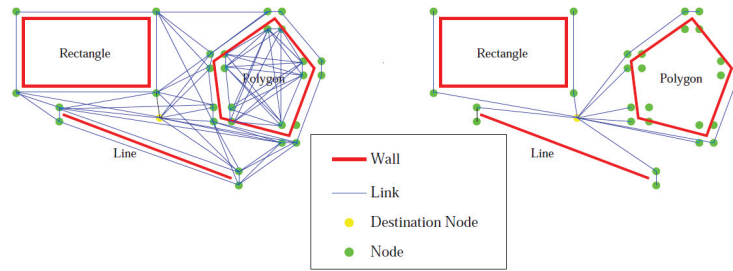 Rectangle
Polygon
Line
Rectangle
Polygon
Line
Wall
Link
Destination Node
Node